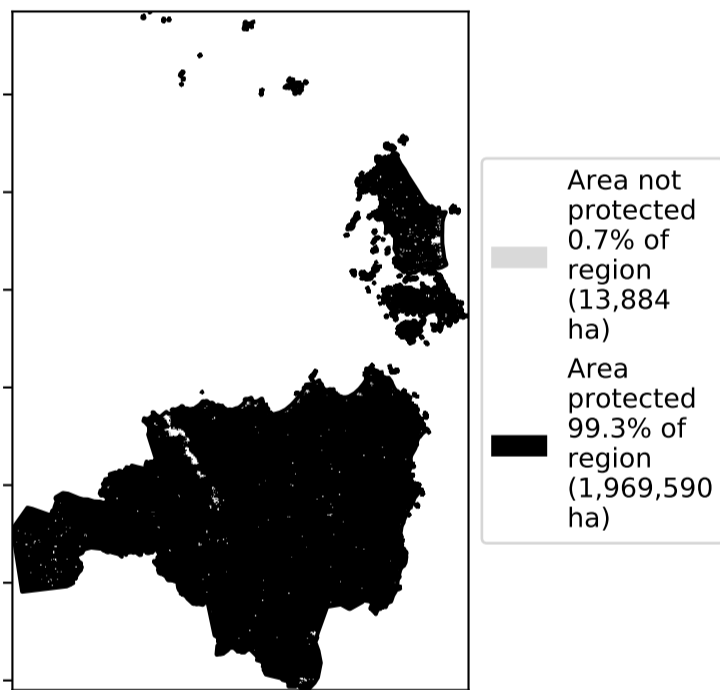 Area not
protected
0.7% of
region
(13,884
ha)
Area
protected
99.3% of
region
(1,969,590
ha)